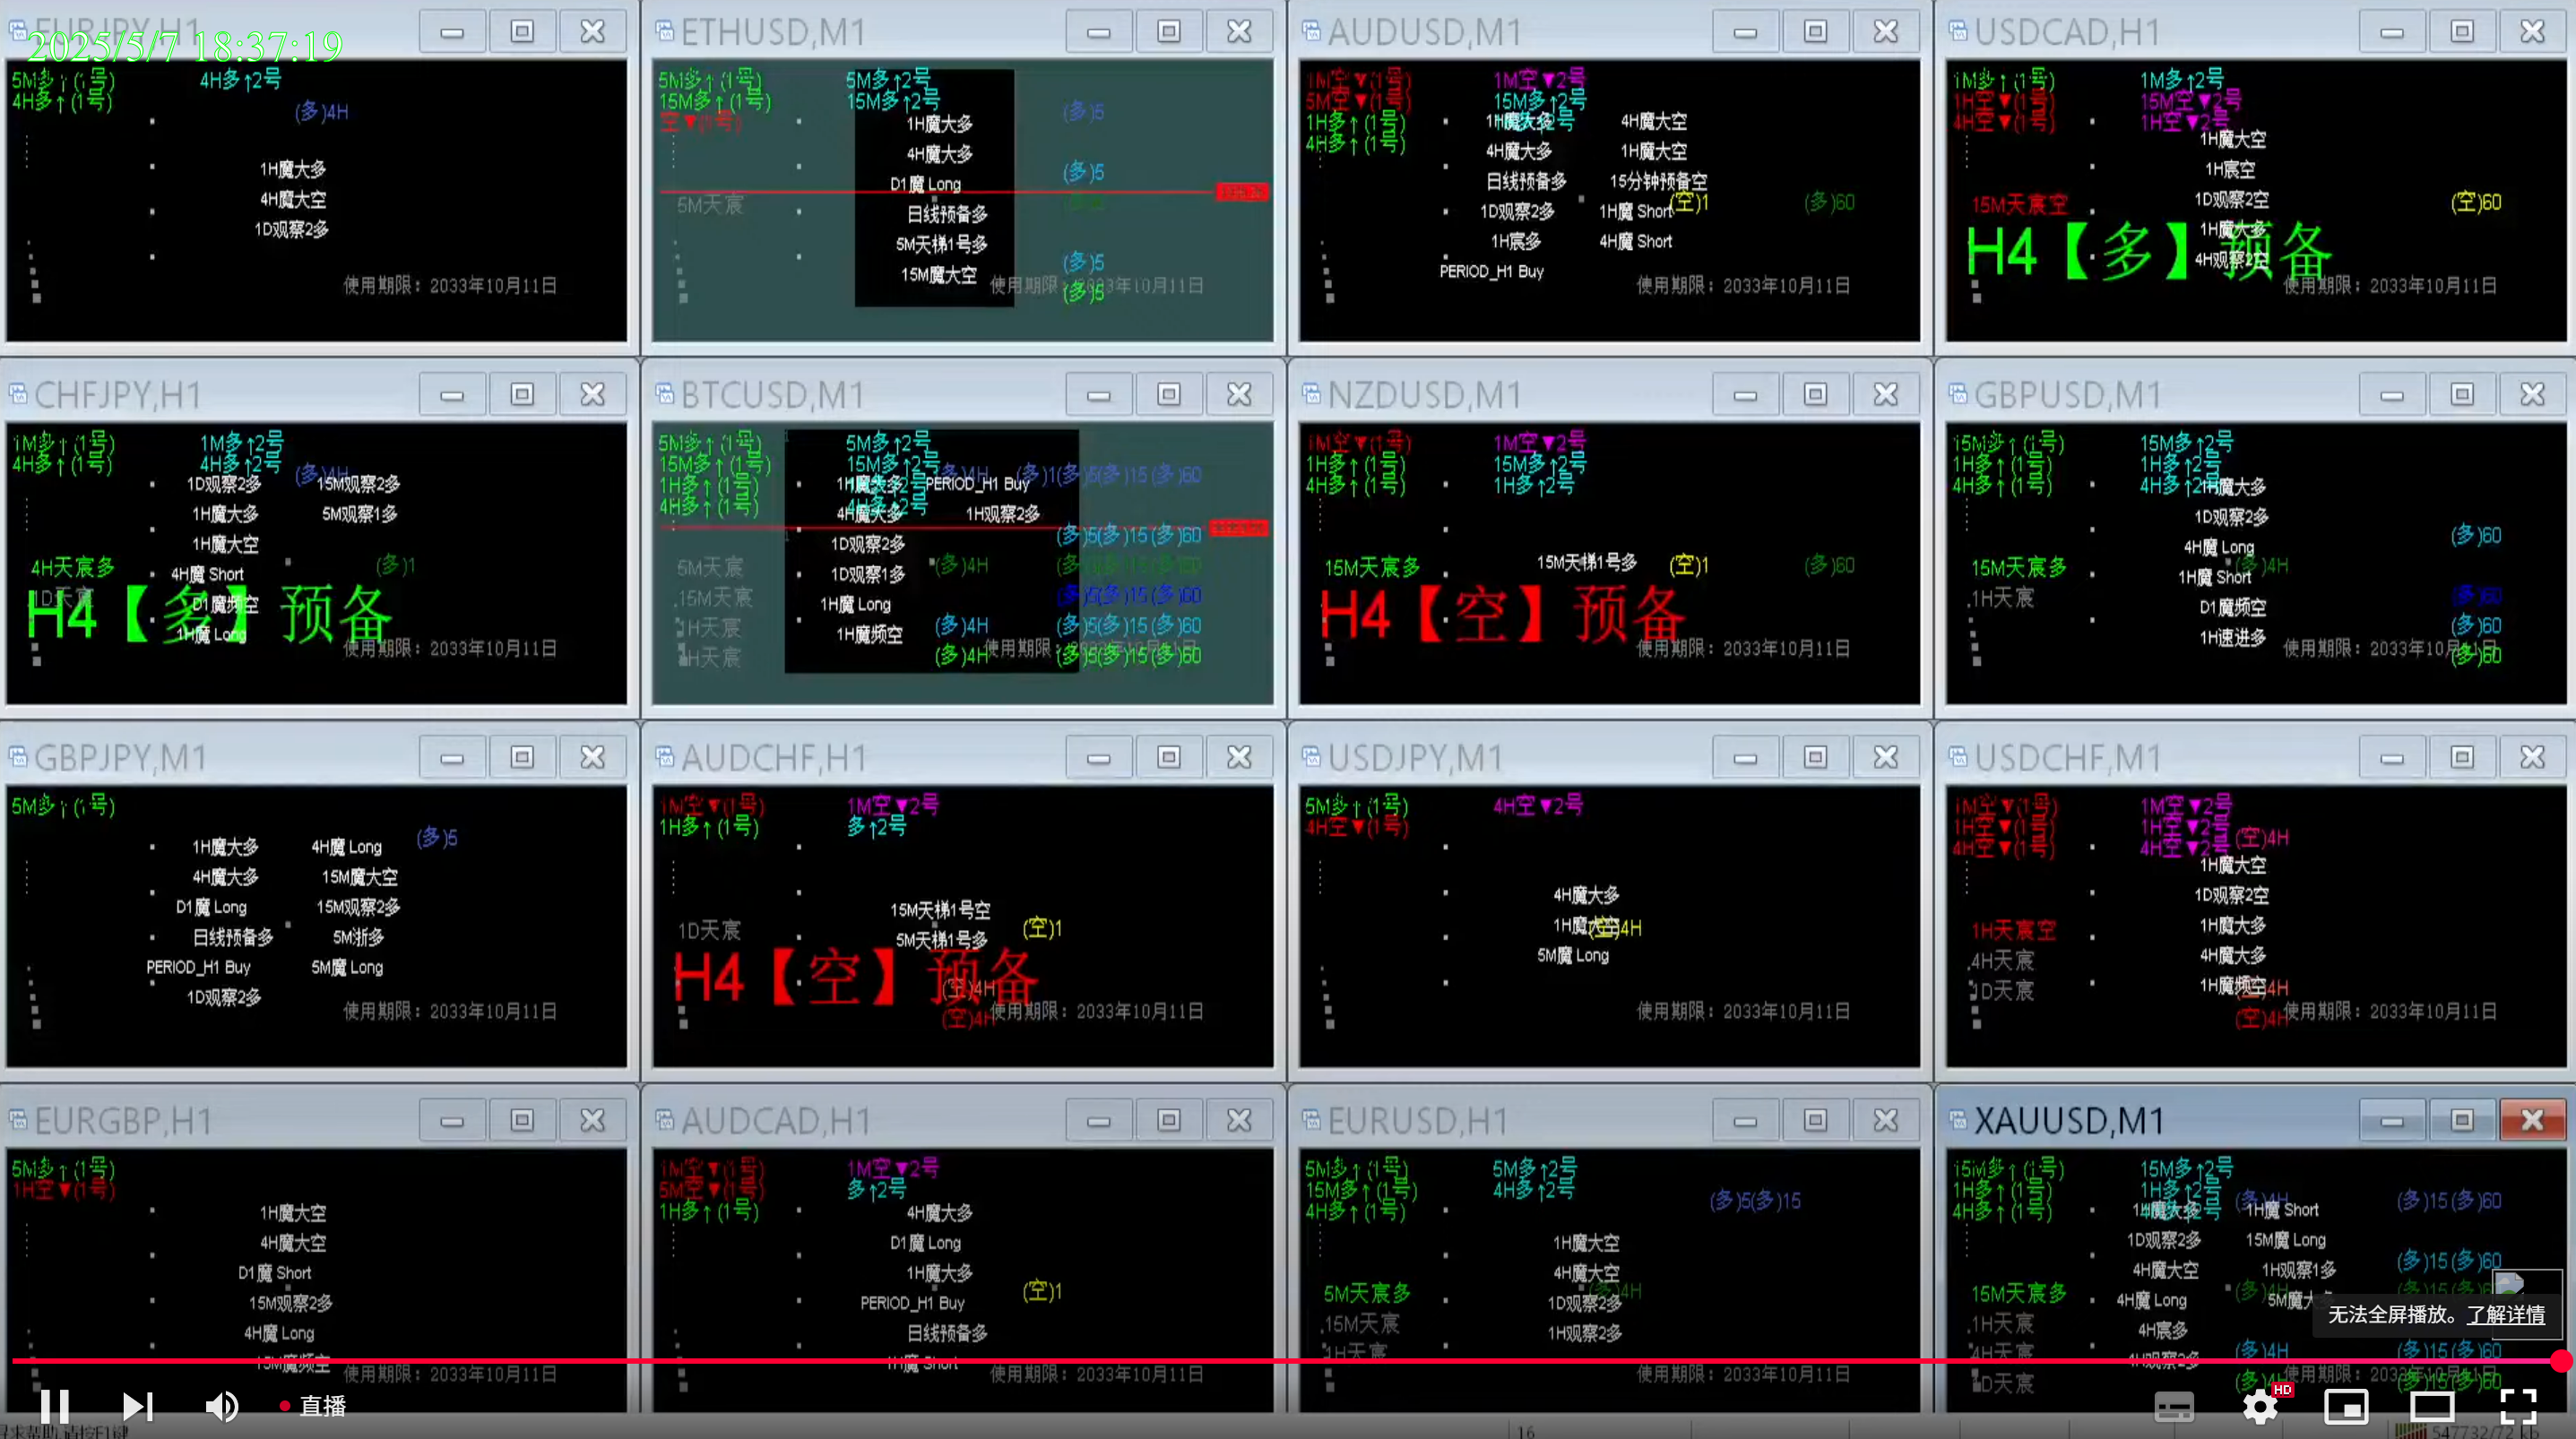 2025/5/7 18:37:19
EURJPY,H1
5M多↑(1号)
4H多↑2号
4H多↑(1号)
(多)4H
1H魔大多
4H魔大空
1D观察2多
使用期限：2033年10月11日
ETHUSD,M1
5M多↑(1号)
5M多↑2号
15M多↑(1号)
15M多↑2号
空▼(1号)
1H魔大多
(多)5
4H魔大多
D1魔 Long
(多)5
5M天宸
日线预备多
5M天梯1号多
(多)5
15M魔大空
(多)5
AUDUSD,M1
1M空▼(1号)
1M空▼2号
5M空▼(1号)
15M多↑2号
1H多↑(1号)
4H多↑(1号)
1H魔大多
4H魔大空
4H魔大多
1H魔大空
日线预备多
15分钟预备空
1D观察2多
1H魔 Short
(空)1
(多)60
1H宸多
4H魔 Short
PERIOD_H1 Buy
使用期限：2033年10月11日
USDCAD,H1
1M多↑(1号)
1M多↑2号
1H空▼(1号)
15M空▼2号
4H空▼(1号)
1H空▼2号
1H魔大空
1H宸空
1D观察2空
15M天宸空
(空)60
1H魔大多
H4【多】预备
4H观察2空
使用期限：2033年10月11日
CHFJPY,H1
1M多↑(1号)
1M多↑2号
4H多↑(1号)
4H多↑2号
(多)4H
1D观察2多
15M观察2多
1H魔大多
5M观察1多
1H魔大空
4H天宸多
4H魔 Short
(多)1
1D天宸
D1魔频空
H4【多】预备
1H魔 Long
使用期限：2033年10月11日
BTCUSD,M1
5M多↑(1号)
5M多↑2号
15M多↑(1号)
15M多↑2号
1H多↑(1号)
4H多↑(1号)
4H多↑2号
(多)4H
(多)1(多)5(多)15(多)60
1H魔大多
PERIOD_H1 Buy
4H魔大多
1H观察2多
1D观察2多
(多)5(多)15(多)60
5M天宸
1D观察1多
(多)4H
15M天宸
1H魔 Long
(多)5(多)15(多)60
1H天宸
1H魔频空
(多)4H
(多)5(多)15(多)60
H天宸
(多)4H
(多)5(多)15(多)60
NZDUSD,M1
1M空▼(1号)
1M空▼2号
1H多↑(1号)
15M多↑2号
4H多↑(1号)
1H多↑2号
15M天宸多
15M天梯1号多
(空)1
(多)60
H4【空】预备
使用期限：2033年10月11日
GBPUSD,M1
15M多↑(1号)
15M多↑2号
1H多↑(1号)
1H多↑2号
4H多↑(1号)
4H多↑2号
1H魔大多
1D观察2多
4H魔 Long
(多)60
15M天宸多
1H魔 Short
(多)4H
1H天宸
D1魔频空
(多)60
1H速进多
(多)60
(多)60
使用期限：2033年10月11日
GBPJPY,M1
5M多↑(1号)
1H魔大多
4H魔 Long
(多)5
4H魔大多
15M魔大空
D1魔 Long
15M观察2多
日线预备多
5M浙多
PERIOD_H1 Buy
5M魔 Long
1D观察2多
使用期限：2033年10月11日
AUDCHF,H1
1M空▼(1号)
1M空▼2号
1H多↑(1号)
多↑2号
15M天梯1号空
1D天宸
5M天梯1号多
(空)1
H4【空】预备
(空)4H
(空)4H
使用期限：2033年10月11日
USDJPY,M1
5M多↑(1号)
4H空▼2号
4H空▼(1号)
4H魔大多
1H魔大空
(空)4H
5M魔 Long
使用期限：2033年10月11日
USDCHF,M1
1M空▼(1号)
1M空▼2号
1H空▼(1号)
1H空▼2号
4H空▼(1号)
4H空▼2号
(空)4H
1H魔大空
1D观察2空
1H天宸空
1H魔大多
4H天宸
4H魔大多
1D天宸
1H魔频空
(空)4H
(空)4H
使用期限：2033年10月11日
EURGBP,H1
5M多↑(1号)
1H空▼(1号)
1H魔大空
4H魔大空
D1魔 Short
15M观察2多
4H魔 Long
15M魔频空
使用期限：2033年10月11日
AUDCAD,H1
1M空▼(1号)
1M空▼2号
5M空▼(1号)
多↑2号
1H多↑(1号)
4H魔大多
D1魔 Long
1H魔大多
(空)1
PERIOD_H1 Buy
日线预备多
1H魔 Short
使用期限：2033年10月11日
EURUSD,H1
5M多↑(1号)
5M多↑2号
15M多↑(1号)
4H多↑2号
4H多↑(1号)
(多)5(多)15
1H魔大空
4H魔大空
5M天宸多
(多)4H
1D观察2多
15M天宸
1H观察2多
1H天宸
使用期限：2033年10月11日
XAUUSD,M1
15M多↑(1号)
15M多↑2号
1H多↑(1号)
1H多↑2号
4H多↑(1号)
(多)4H
(多)15(多)60
1H魔大多
1H魔 Short
1D观察2多
15M魔 Long
4H魔大空
1H观察1多
(多)15(多)60
15M天宸多
4H魔 Long
(多)4H
1H天宸
4H宸多
4H天宸
(多)4H
(多)15(多)60
1D天宸
使用期限：2033年10月11日
无法全屏播放。了解详情
直播
HD
16